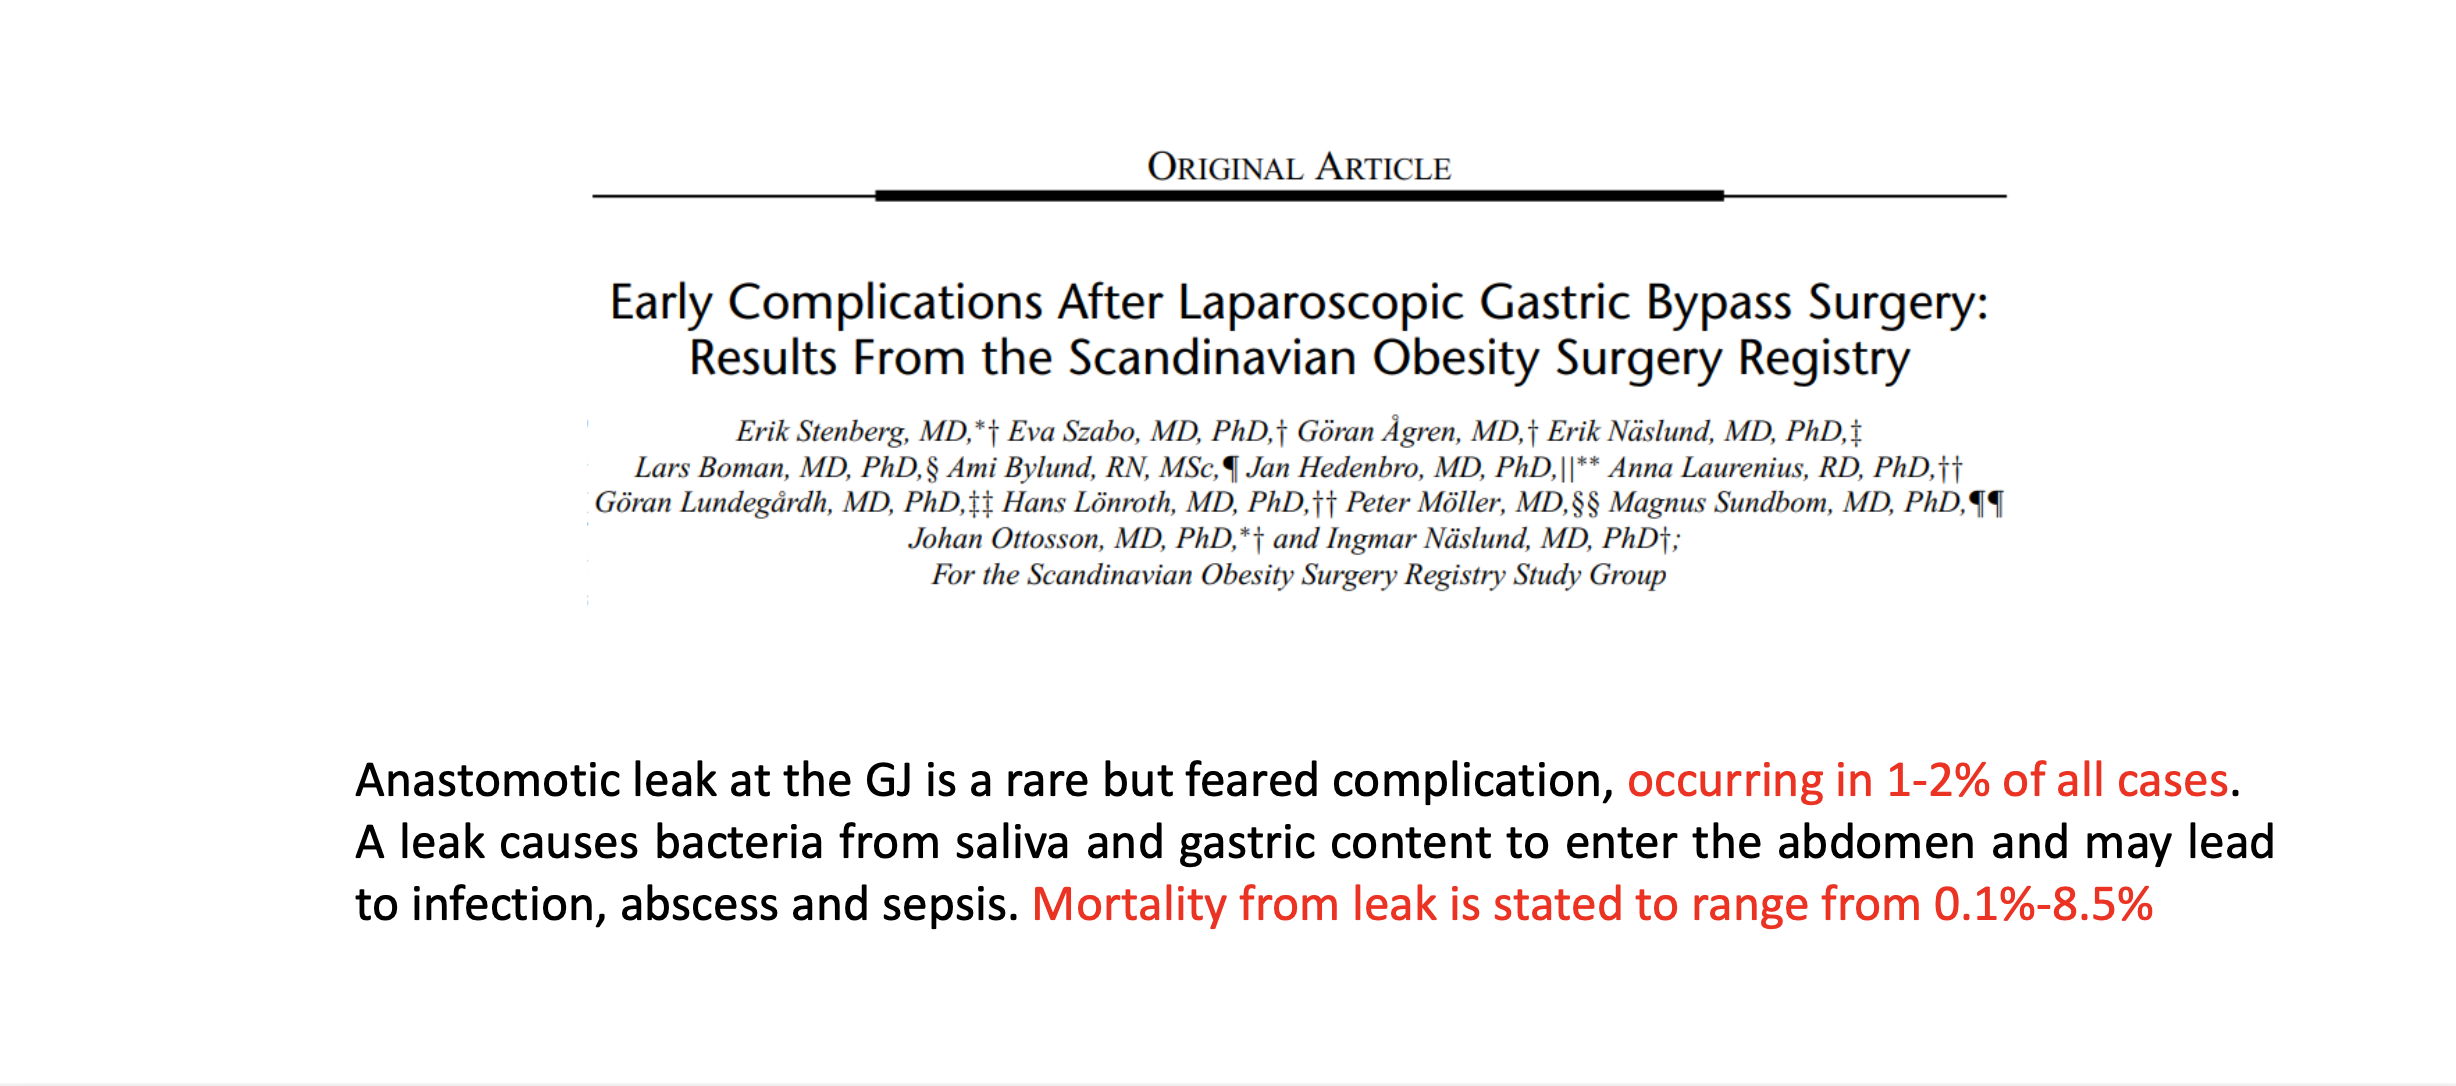 ORIGINAL ARTICLE
Early Complications After Laparoscopic Gastric Bypass Surgery:
Results From the Scandinavian Obesity Surgery Registry
Erik Stenberg, MD,*† Eva Szabo, MD, PhD,† Göran Ågren, MD,† Erik Näslund, MD, PhD,‡
Lars Boman, MD, PhD,§ Ami Bylund, RN, MSc,¶ Jan Hedenbro, MD, PhD,||** Anna Laurenius, RD, PhD,††
Göran Lundegårdh, MD, PhD,‡‡ Hans Lönroth, MD, PhD,†† Peter Möller, MD,§§ Magnus Sundbom, MD, PhD,¶¶
Johan Ottosson, MD, PhD,*† and Ingmar Näslund, MD, PhD†;
For the Scandinavian Obesity Surgery Registry Study Group
Anastomotic leak at the GJ is a rare but feared complication, occurring in 1-2% of all cases.
A leak causes bacteria from saliva and gastric content to enter the abdomen and may lead
to infection, abscess and sepsis. Mortality from leak is stated to range from 0.1%-8.5%